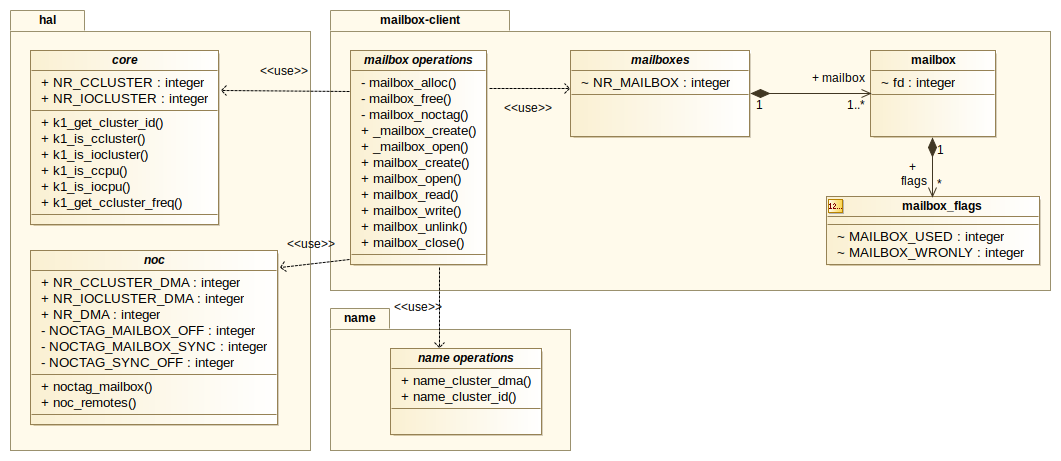 hal
core
+ NR_CCLUSTER : integer
+ NR_IOCLUSTER : integer
+ k1_get_cluster_id()
+ k1_is_ccluster()
+ k1_is_iocluster()
+ k1_is_ccpu()
+ k1_is_iocpu()
+ k1_get_ccluster_freq()
noc
+ NR_CCLUSTER_DMA : integer
+ NR_IOCLUSTER_DMA : integer
+ NR_DMA : integer
- NOCTAG_MAILBOX_OFF : integer
- NOCTAG_MAILBOX_SYNC : integer
- NOCTAG_SYNC_OFF : integer
+ noctag_mailbox()
+ noc_remotes()
<<use>>
<<use>>
mailbox-client
mailbox operations
- mailbox_alloc()
- mailbox_free()
- mailbox_noctag()
+ _mailbox_create()
+ _mailbox_open()
+ mailbox_create()
+ mailbox_open()
+ mailbox_read()
+ mailbox_write()
+ mailbox_unlink()
+ mailbox_close()
<<use>>
mailboxes
~ NR_MAILBOX : integer
1
+ mailbox
1..*
mailbox
~ fd : integer
1
+
flags
*
12...
mailbox_flags
~ MAILBOX_USED : integer
~ MAILBOX_WRONLY : integer
<<use>>
name
name operations
+ name_cluster_dma()
+ name_cluster_id()